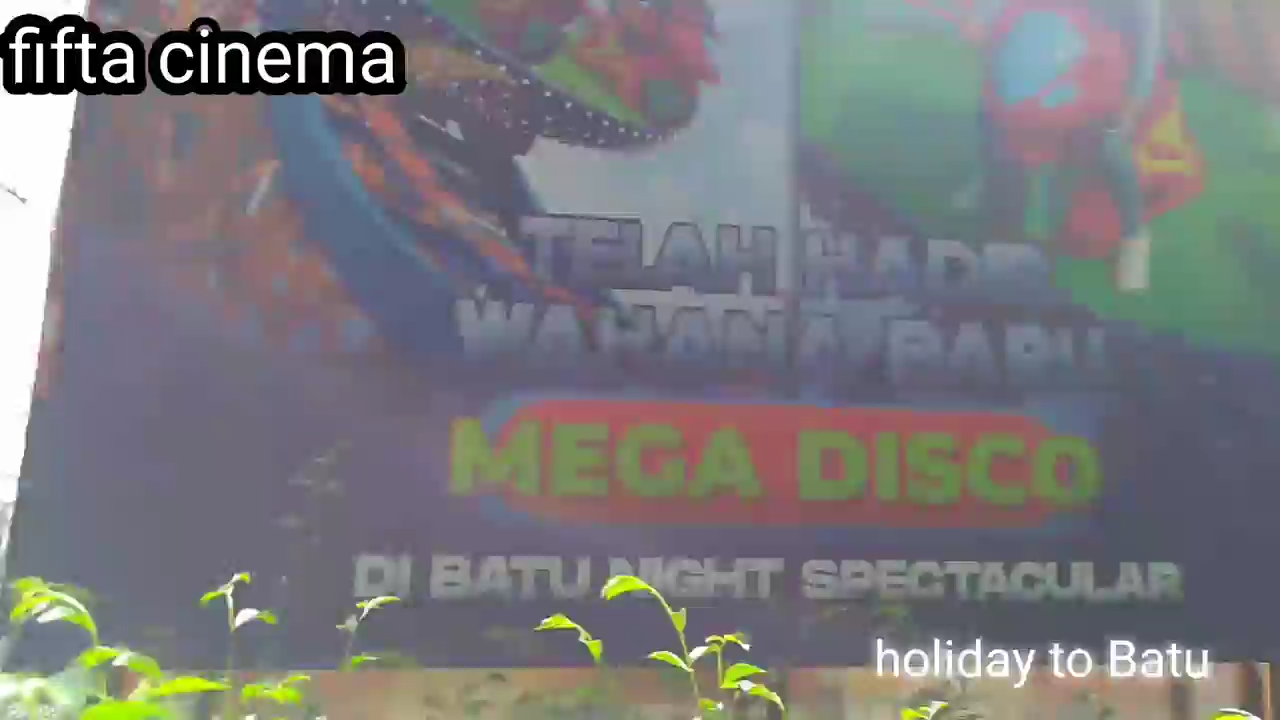 fifta cinema
TELAH HADIR
WAHANA BARU
MEGA DISCO
DI BATU NIGHT SPECTACULAR
holiday to Batu